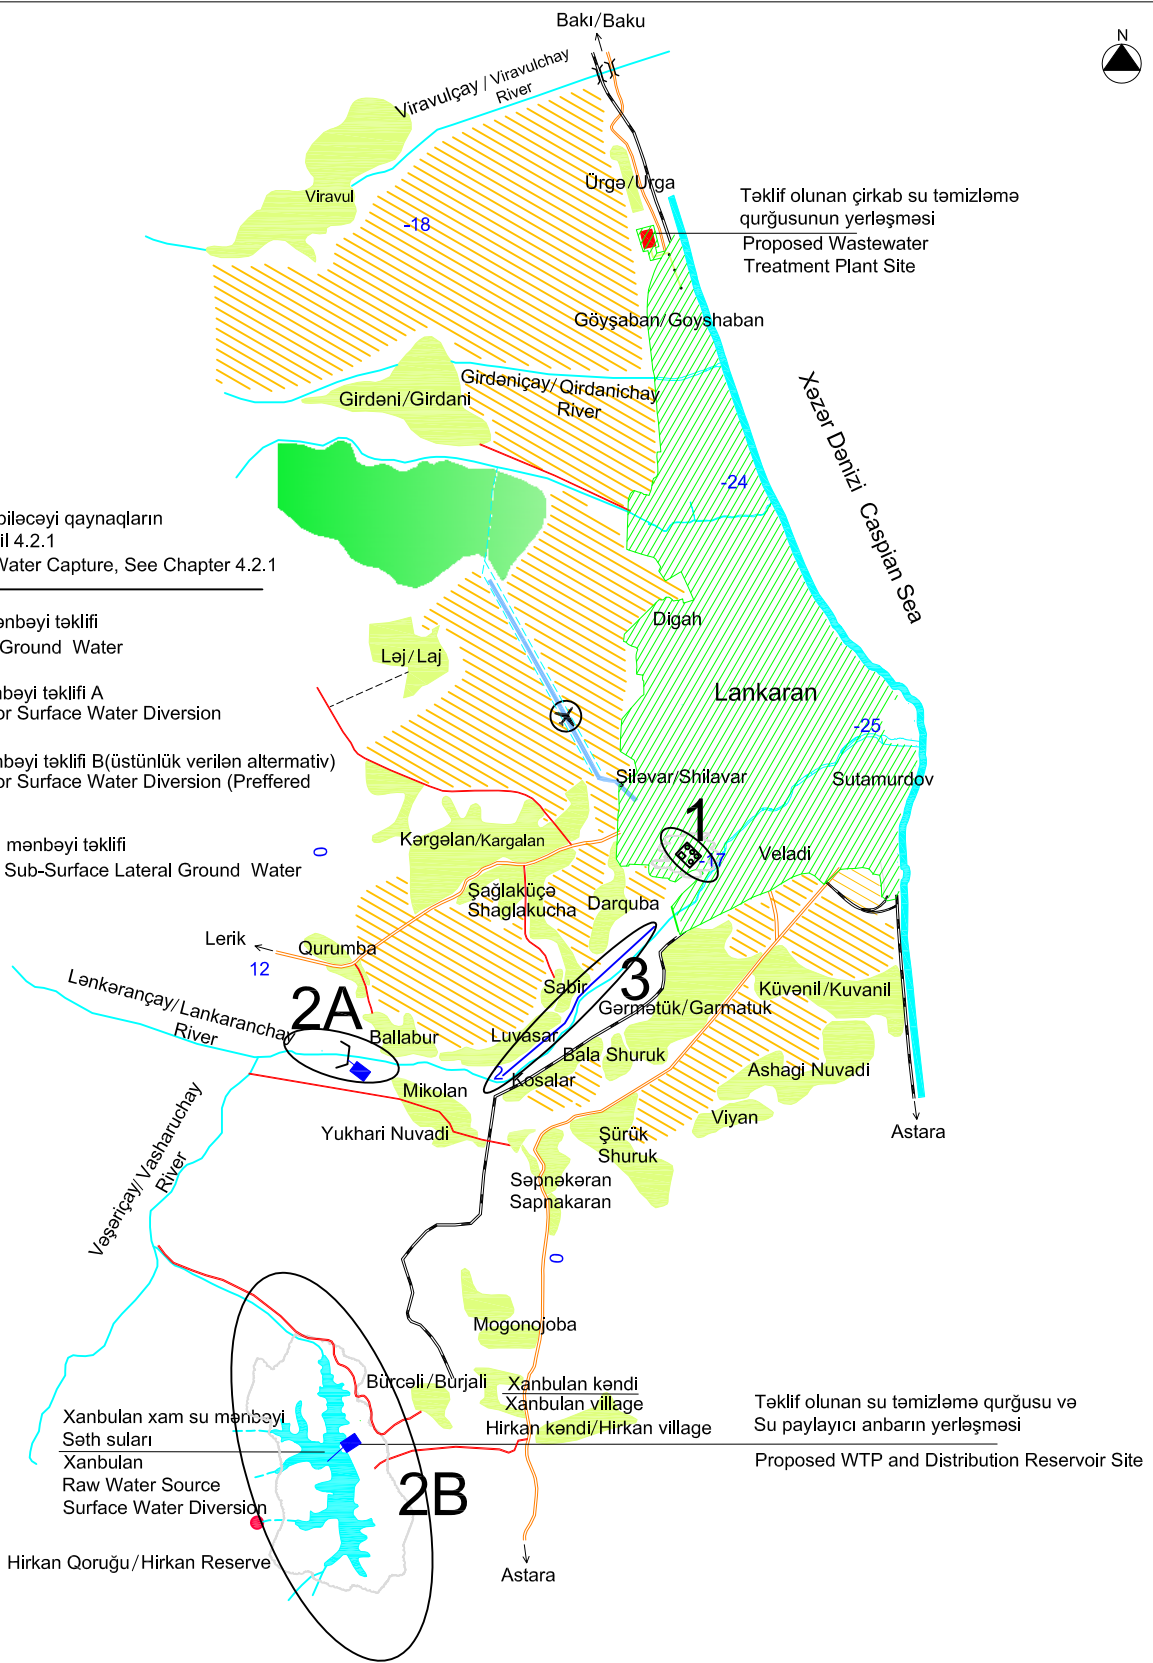 Bakı/Baku
N
Viravulçay / Viravulchay
River
Ürgə/Urga
Viravul
-18
Təklif olunan çirkab su təmizləmə
qurğusunun yerləşməsi
Proposed Wastewater
Treatment Plant Site
Göyşaban/Goyshaban
Girdəniçay/Qirdanichay
River
Girdəni/Girdani
Xəzər Dənizi Caspian Sea
-24
biləcəyi qaynaqların
il 4.2.1
Water Capture, See Chapter 4.2.1
ənbəyi təklifi
Ground Water
Digah
Ləj/Laj
nbəyi təklifi A
or Surface Water Diversion
Lankaran
-25
nbəyi təklifi B(üstünlük verilən altermativ)
or Surface Water Diversion (Preffered
Şiləvar/Shilavar
Sutamurdov
1
Kərgəlan/Kargalan
mənbəyi təklifi
Sub-Surface Lateral Ground Water
0
-17
Veladi
Şağlaküçə
Shaglakucha
Darquba
Lerik
Qurumba
12
Lənkərançay/Lankaranchay
River
2A
Sabir
3
Küvənil/Kuvanil
Gərmətük/Garmatuk
Ballabur
Luvasar
Bala Shuruk
2
Kosalar
Ashagi Nuvadi
Mikolan
Viyan
Yukhari Nuvadi
Şürük
Shuruk
Astara
Vəşəriçay/Vasharuchay
River
Səpnəkəran
Sapnakaran
0
Mogonojoba
Bürcəli/Burjali
Xanbulan kəndi
Xanbulan village
Hirkan kəndi/Hirkan village
Təklif olunan su təmizləmə qurğusu və
Su paylayıcı anbarın yerləşməsi
Proposed WTP and Distribution Reservoir Site
Xanbulan xam su mənbəyi
Səth suları
Xanbulan
Raw Water Source
Surface Water Diversion
2B
Hirkan Qoruğu/Hirkan Reserve
Astara